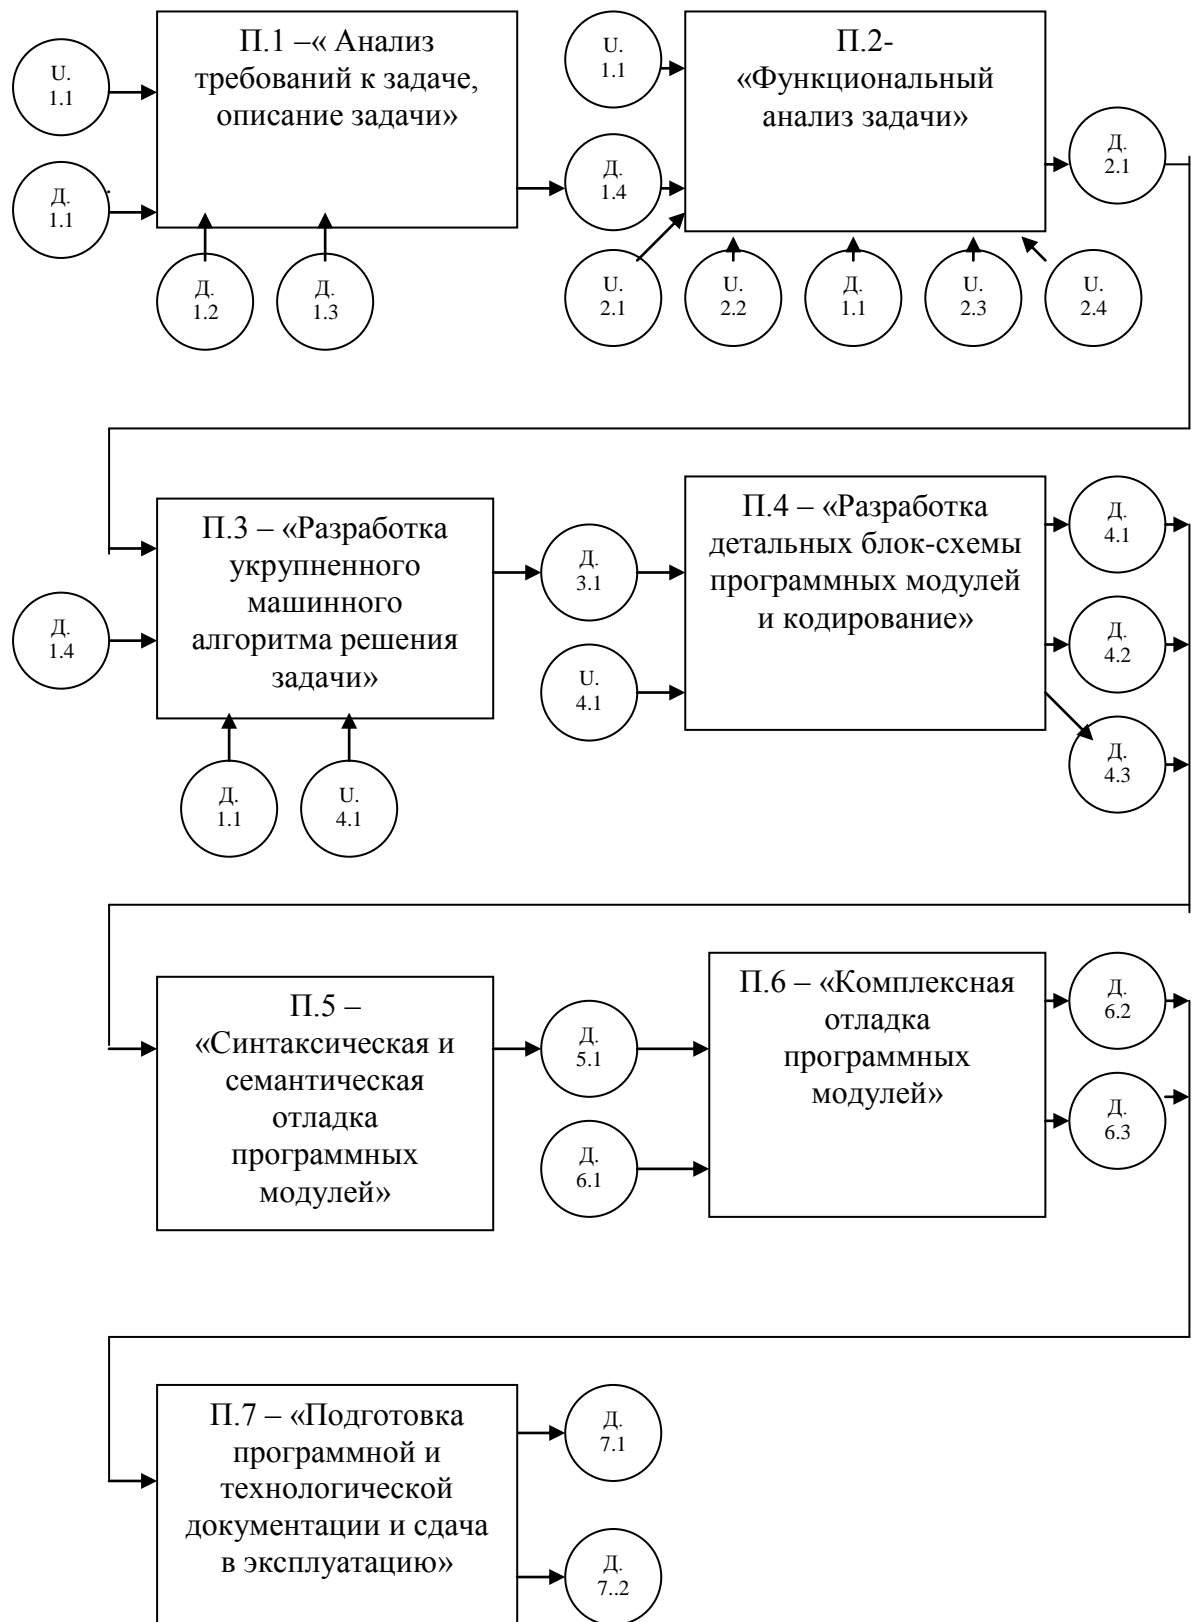 П.1 –« Анализ
требований к задаче,
описание задачи»
U.
1.1
Д.
1.1
Д.
1.2
Д.
1.3
Д.
1.4
U.
1.1
П.2-
«Функциональный
анализ задачи»
Д.
2.1
U.
2.1
U.
2.2
Д.
1.1
U.
2.3
U.
2.4
П.3 – «Разработка
укрупненного
машинного
алгоритма решения
задачи»
Д.
1.4
Д.
1.1
U.
4.1
Д.
3.1
U.
4.1
П.4 – «Разработка
детальных блок-схемы
программных модулей
и кодирование»
Д.
4.1
Д.
4.2
Д.
4.3
П.5 –
«Синтаксическая и
семантическая
отладка
программных
модулей»
Д.
5.1
Д.
6.1
П.6 – «Комплексная
отладка
программных
модулей»
Д.
6.2
Д.
6.3
П.7 – «Подготовка
программной и
технологической
документации и сдача
в эксплуатацию»
Д.
7.1
Д.
7..2